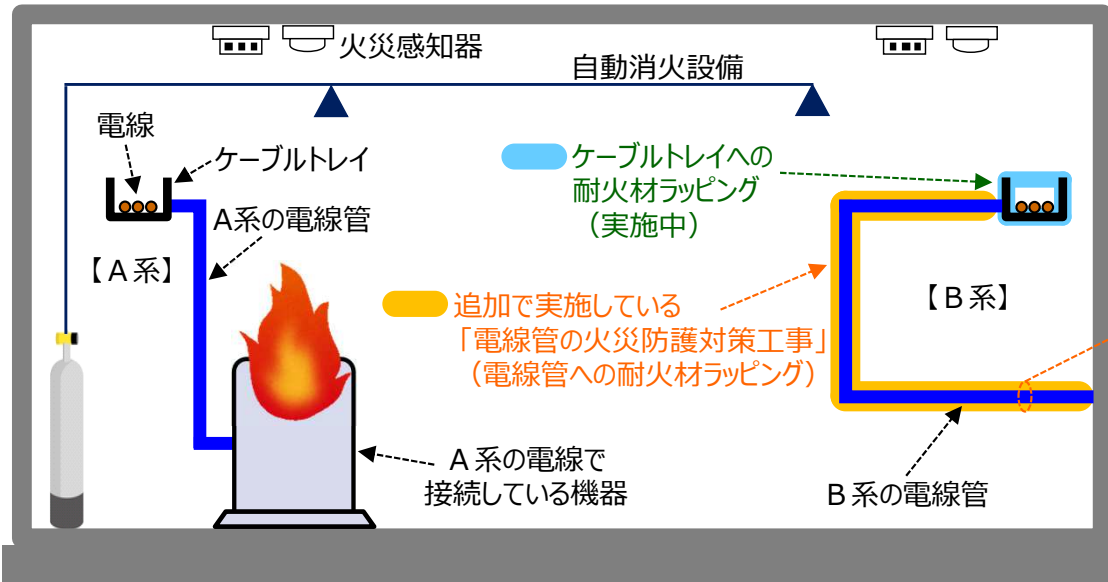 火災感知器
自動消火設備
電線
ケーブルトレイ
A系の電線管
【A系】
ケーブルトレイへの
耐火材ラッピング
（実施中）
追加で実施している
「電線管の火災防護対策工事」
（電線管への耐火材ラッピング）
【B系】
A系の電線で
接続している機器
B系の電線管